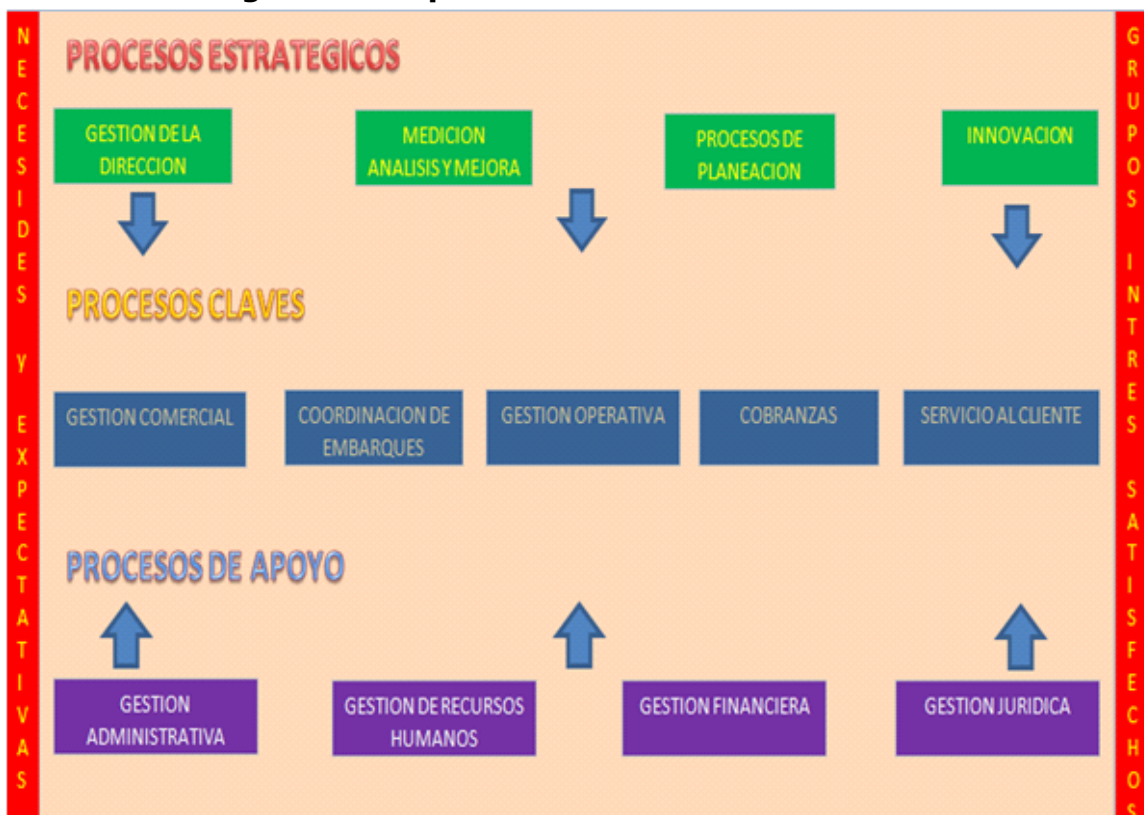 NECESIDES y EXPECTATIVAS
PROCESOS ESTRATEGICOS
GESTION DE LA
DIRECCION
MEDICION
ANALISIS Y MEJORA
PROCESOS DE
PLANEACION
INNOVACION
PROCESOS CLAVES
GESTION COMERCIAL
COORDINACION DE
EMBARQUES
GESTION OPERATIVA
COBRANZAS
SERVICIO AL CLIENTE
PROCESOS DE APOYO
GESTION
ADMINISTRATIVA
GESTION DE RECURSOS
HUMANOS
GESTION FINANCIERA
GESTION JURIDICA
GRUPOS INTRES SATISFECHOS